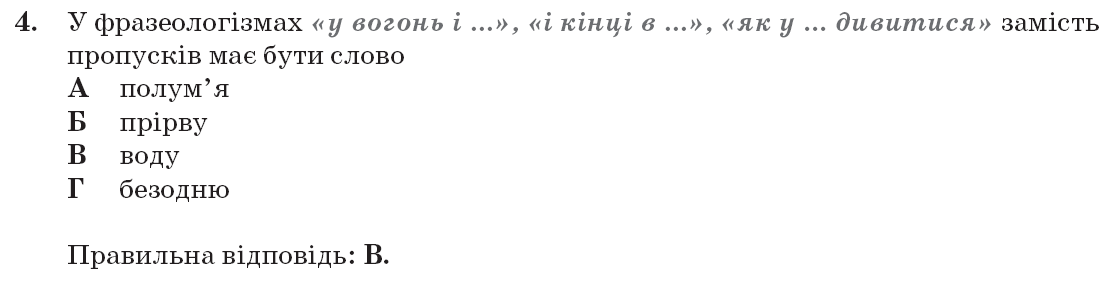 4. У фразеологізмах «у вогонь і ...», «і кінці в ...», «як у ... дивитися» замість
пропусків має бути слово
А полум’я
Б прірву
В воду
Г безодню
Правильна відповідь: В.